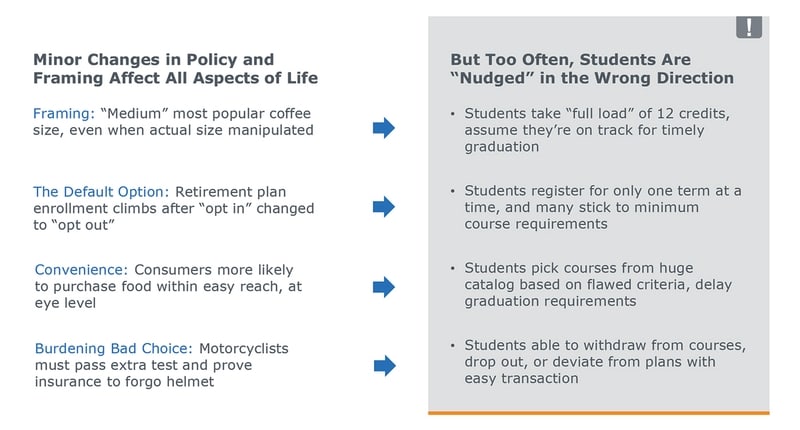 !
Minor Changes in Policy and
Framing Affect All Aspects of Life
But Too Often, Students Are
“Nudged” in the Wrong Direction
Framing: “Medium” most popular coffee
size, even when actual size manipulated
• Students take “full load” of 12 credits,
assume they’re on track for timely
graduation
The Default Option: Retirement plan
enrollment climbs after “opt in” changed
to “opt out”
• Students register for only one term at a
time, and many stick to minimum
course requirements
Convenience: Consumers more likely
to purchase food within easy reach, at
eye level
• Students pick courses from huge
catalog based on flawed criteria, delay
graduation requirements
Burdening Bad Choice: Motorcyclists
must pass extra test and prove
insurance to forgo helmet
• Students able to withdraw from courses,
drop out, or deviate from plans with
easy transaction